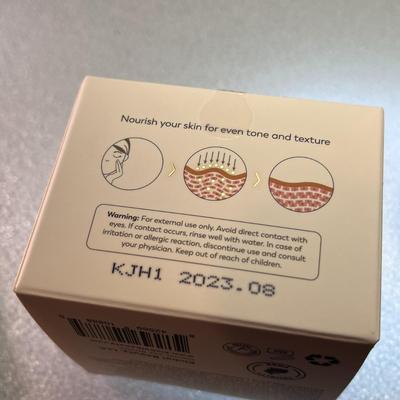 Nourish your skin for even tone and texture
Warning: For external use only. Avoid direct contact with
eyes. If contact occurs, rinse well with water. In case of
irritation or allergic reaction, discontinue use and consult
your physician. Keep out of reach of children.
KJH1 2023.08